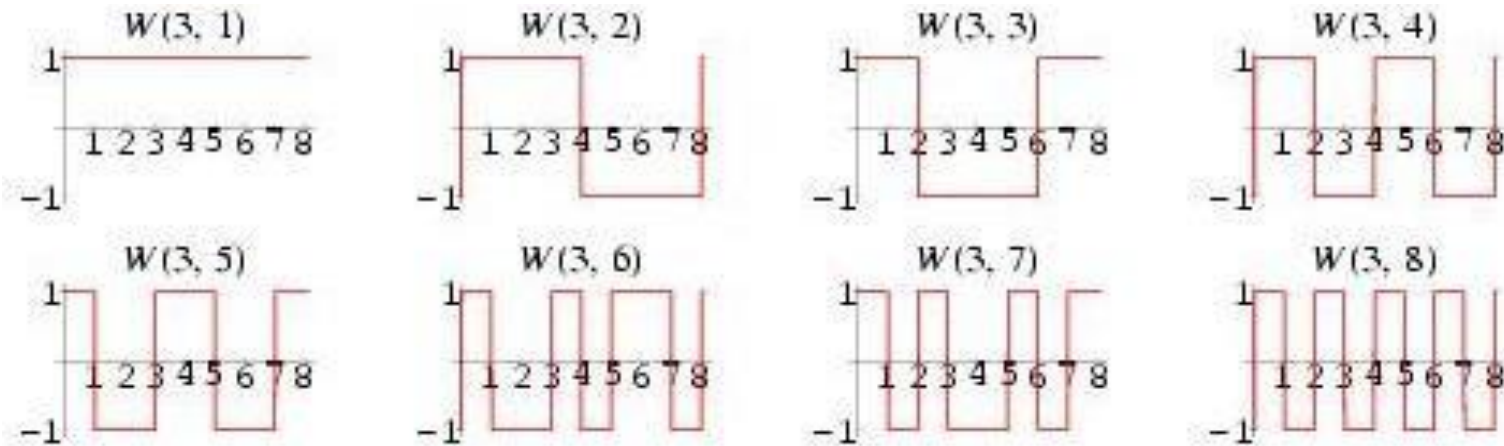 W(3, 1) W(3, 2) W(3, 3) W(3, 4)
1 1 1 1
1 2 3 4 5 6 7 8 1 2 3 4 5 6 7 8 1 2 3 4 5 6 7 8 1 2 3 4 5 6 7 8
−1 −1 −1 −1
W(3, 5) W(3, 6) W(3, 7) W(3, 8)
1 1 1 1
1 2 3 4 5 6 7 8 1 2 3 4 5 6 7 8 1 2 3 4 5 6 7 8 1 2 3 4 5 6 7 8
−1 −1 −1 −1